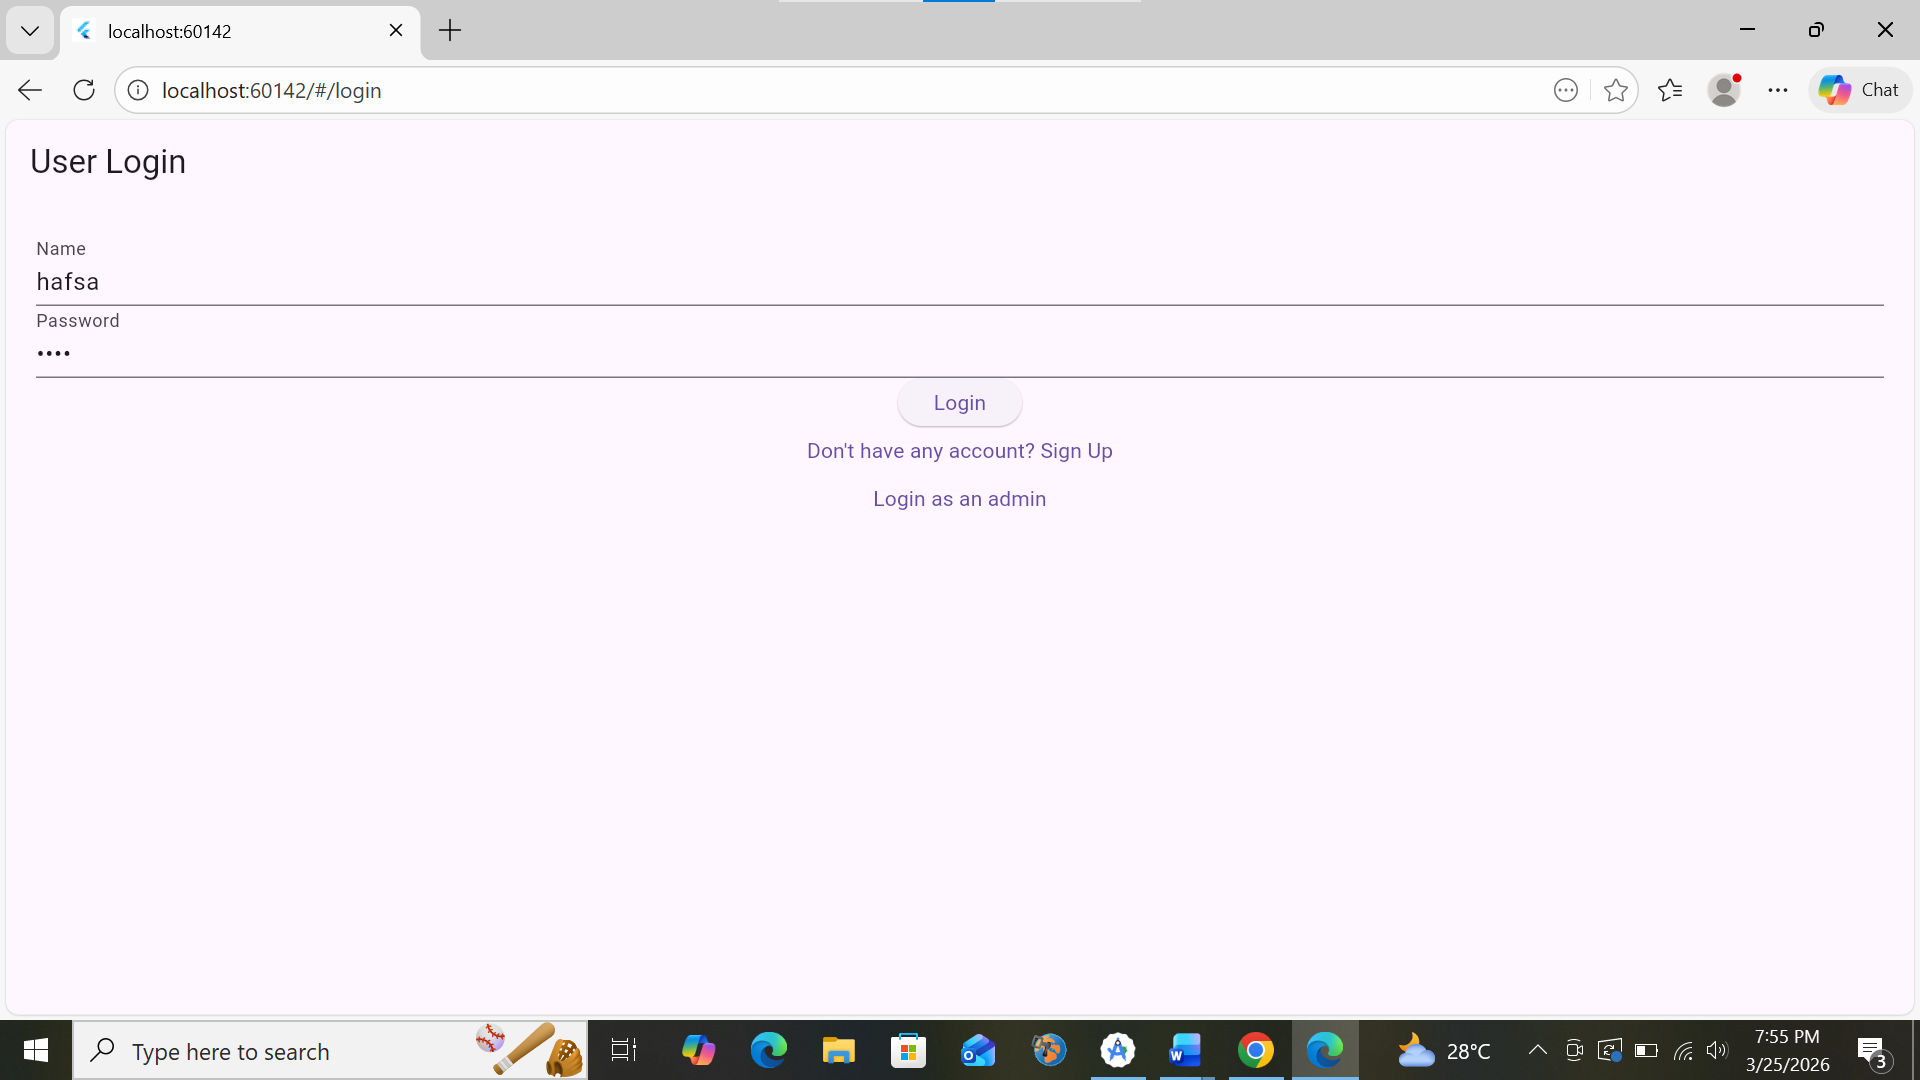 localhost:60142
localhost:60142/#/login
Chat
User Login
Name
hafsa
Password
••••
Login
Don't have any account? Sign Up
Login as an admin
Type here to search
28°C
7:55 PM
3/25/2026
3